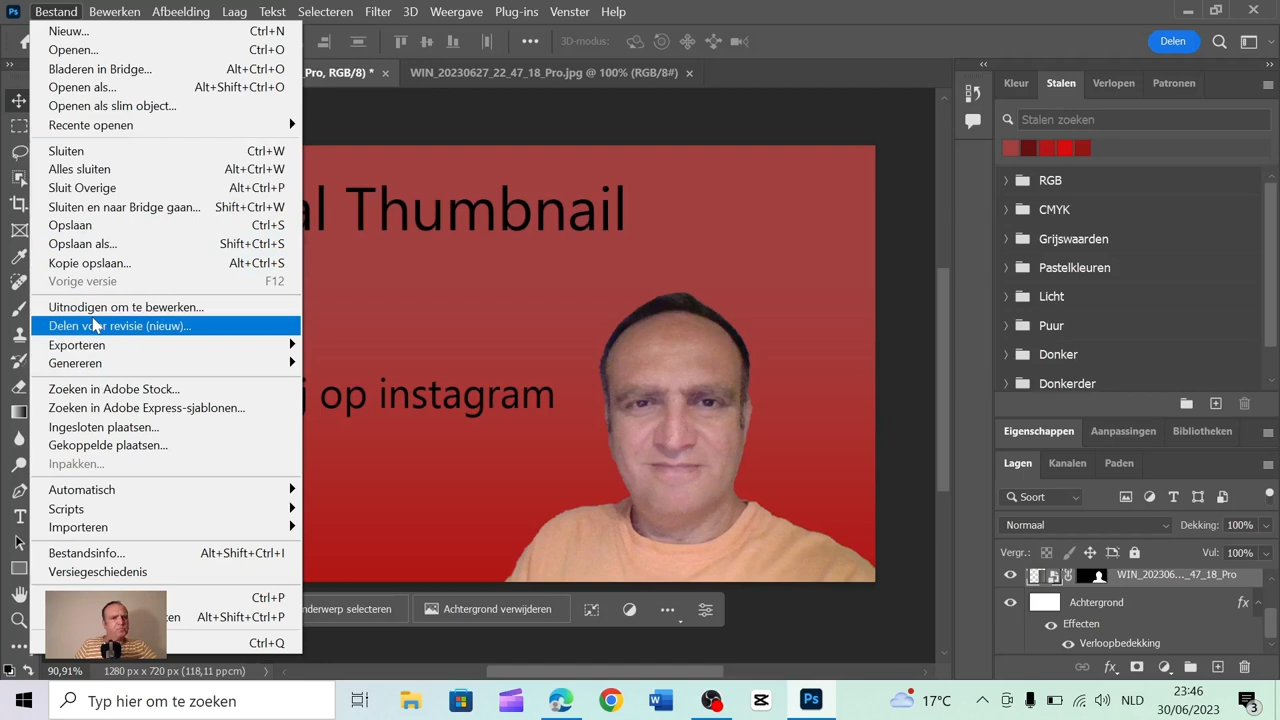 Ps Bestand Bewerken Afbeelding Laag Tekst Selecteren Filter 3D Weergave Plug-ins Venster Help
3D-modus:
Delen
Pro, RGB/8) * × WIN_20230627_22_47_18_Pro.jpg @ 100% (RGB/8#) ×
Nieuw... Ctrl+N
Openen... Ctrl+O
Bladeren in Bridge... Alt+Ctrl+O
Openen als... Alt+Shift+Ctrl+O
Openen als slim object...
Recente openen
Sluiten Ctrl+W
Alles sluiten Alt+Ctrl+W
Sluit Overige Alt+Ctrl+P
Sluiten en naar Bridge gaan... Shift+Ctrl+W
Opslaan Ctrl+S
Opslaan als... Shift+Ctrl+S
Kopie opslaan... Alt+Ctrl+S
Vorige versie F12
Uitnodigen om te bewerken...
Delen voor revisie (nieuw)...
Exporteren
Genereren
Zoeken in Adobe Stock...
Zoeken in Adobe Express-sjablonen...
Ingesloten plaatsen...
Gekoppelde plaatsen...
Inpakken...
Automatisch
Scripts
Importeren
Bestandsinfo... Alt+Shift+Ctrl+I
Versiegeschiedenis
Ctrl+P
ken Alt+Shift+Ctrl+P
Ctrl+Q
al Thumbnail
j op instagram
nderwerp selecteren Achtergrond verwijderen
Kleur Stalen Verlopen Patronen
Stalen zoeken
RGB
CMYK
Grijswaarden
Pastelkleuren
Licht
Puur
Donker
Donkerder
Eigenschappen Aanpassingen Bibliotheken
Lagen Kanalen Paden
Soort
Normaal Dekking: 100%
Vergr.: Vul: 100%
WIN_202306..._47_18_Pro
Achtergrond fx
Effecten
Verloopbedekking
90,91% 1280 px x 720 px (118,11 ppcm)
Typ hier om te zoeken
17°C NLD 23:46
30/06/2023
3